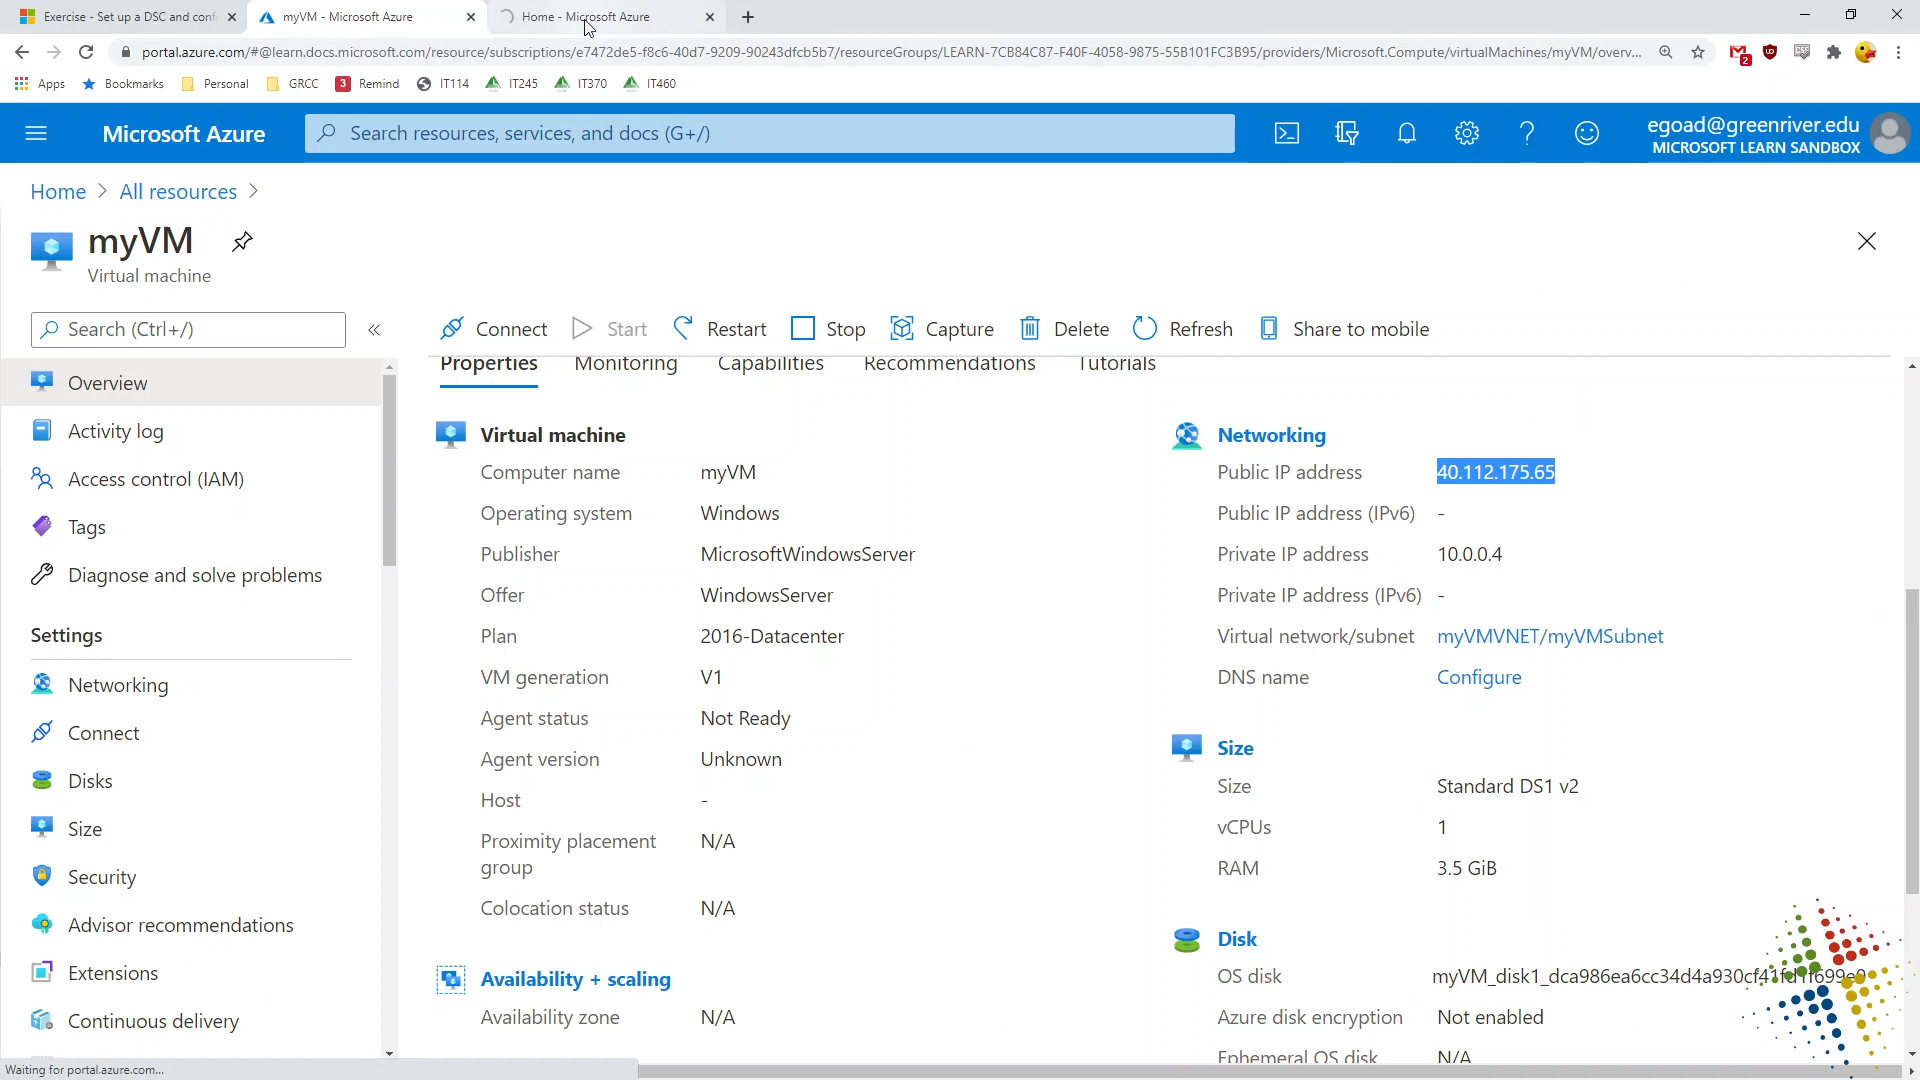 Exercise - Set up a DSC and confi
myVM - Microsoft Azure
Home - Microsoft Azure
portal.azure.com/#@learn.docs.microsoft.com/resource/subscriptions/e7472de5-f8c6-40d7-9209-90243dfcb5b7/resourceGroups/LEARN-7CB84C87-F40F-4058-9875-55B101FC3B95/providers/Microsoft.Compute/virtualMachines/myVM/overv...
2
Apps
Bookmarks
Personal
GRCC
3 Remind
IT114
IT245
IT370
IT460
Microsoft Azure
Search resources, services, and docs (G+/)
egoad@greenriver.edu
MICROSOFT LEARN SANDBOX
Home > All resources >
myVM
Virtual machine
Search (Ctrl+/)
«
Connect
Start
Restart
Stop
Capture
Delete
Refresh
Share to mobile
Overview
Activity log
Access control (IAM)
Tags
Diagnose and solve problems
Settings
Networking
Connect
Disks
Size
Security
Advisor recommendations
Extensions
Continuous delivery
Properties
Monitoring
Capabilities
Recommendations
Tutorials
Virtual machine
Computer name myVM
Operating system Windows
Publisher MicrosoftWindowsServer
Offer WindowsServer
Plan 2016-Datacenter
VM generation V1
Agent status Not Ready
Agent version Unknown
Host -
Proximity placement N/A
group
Colocation status N/A
Availability + scaling
Availability zone N/A
Networking
Public IP address 40.112.175.65
Public IP address (IPv6) -
Private IP address 10.0.0.4
Private IP address (IPv6) -
Virtual network/subnet myVMVNET/myVMSubnet
DNS name Configure
Size
Size Standard DS1 v2
vCPUs 1
RAM 3.5 GiB
Disk
OS disk myVM_disk1_dca986ea6cc34d4a930cf41fd1f699e0
Azure disk encryption Not enabled
Ephemeral OS disk N/A
Waiting for portal.azure.com...